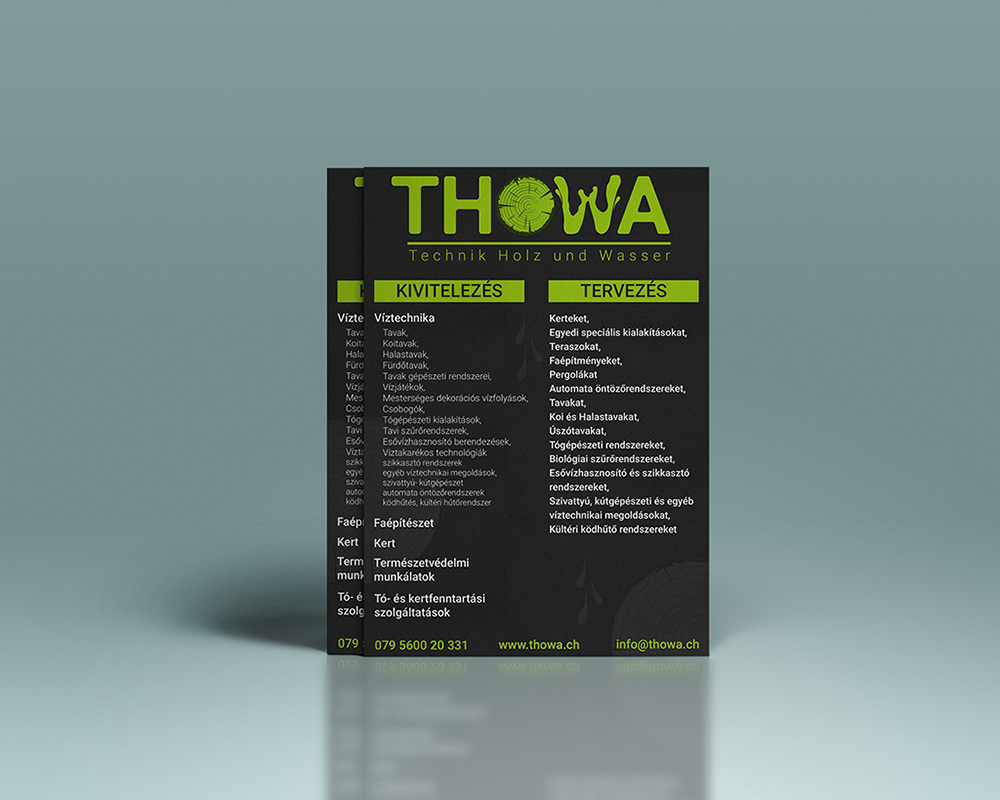 THOWA
Technik Holz und Wasser
KIVITELEZÉS
Víztechnika
Tavak,
Koitavak,
Halastavak,
Fürdőtavak,
Tavak gépészeti rendszerei,
Vízjátékok,
Mesterséges dekorációs vízfolyások,
Csobogók,
Tógépészeti kialakítások,
Tavi szűrőrendszerek,
Esővízhasznosító berendezések,
Víztakarékos technológiák
szikkasztó rendszerek
egyéb víztechnikai megoldások,
szivattyú- kútgépészet
automata öntözőrendszerek
ködhűtés, kültéri hűtőrendszer
Faépítészet
Kert
Természetvédelmi
munkálatok
Tó- és kertfenntartási
szolgáltatások
TERVEZÉS
Kerteket,
Egyedi speciális kialakításokat,
Teraszokat,
Faépítményeket,
Pergolákat
Automata öntözőrendszereket,
Tavakat,
Koi és Halastavakat,
Úszótavakat,
Tógépészeti rendszereket,
Biológiai szűrőrendszereket,
Esővízhasznosító és szikkasztó
rendszereket,
Szivattyú, kútgépészeti és egyéb
víztechnikai megoldásokat,
Kültéri ködhűtő rendszereket
079 5600 20 331 www.thowa.ch info@thowa.ch